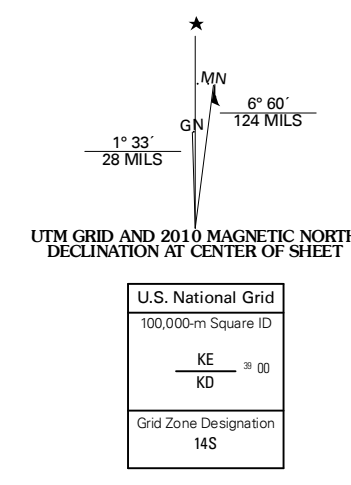 ★
MN
GN
6° 60´
124 MILS
1° 33´
28 MILS
UTM GRID AND 2010 MAGNETIC NORTH
DECLINATION AT CENTER OF SHEET
U.S. National Grid
100,000-m Square ID
KE
39 00
KD
Grid Zone Designation
14S